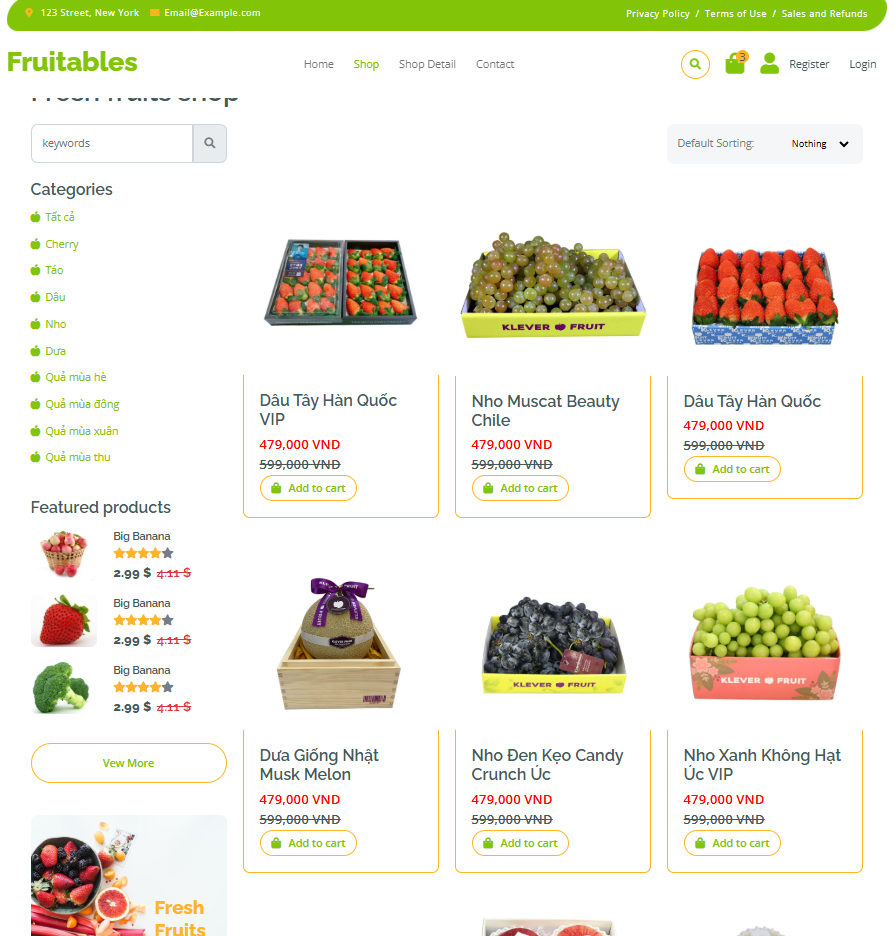 123 Street, New York
Email@Example.com
Privacy Policy / Terms of Use / Sales and Refunds
Fruitables
Home
Shop
Shop Detail
Contact
3
Register
Login
Fresh fruits shop
keywords
Default Sorting:
Nothing
Categories
Tất cả
Cherry
Táo
Dâu
Nho
Dưa
Quả mùa hè
Quả mùa đông
Quả mùa xuân
Quả mùa thu
Featured products
Big Banana
2.99 $ 4.11 $
Big Banana
2.99 $ 4.11 $
Big Banana
2.99 $ 4.11 $
Vew More
Fresh
Fruits
Dâu Tây Hàn Quốc
VIP
479,000 VND
599,000 VND
Add to cart
KLEVER FRUIT
Nho Muscat Beauty
Chile
479,000 VND
599,000 VND
Add to cart
Dâu Tây Hàn Quốc
479,000 VND
599,000 VND
Add to cart
Dưa Giống Nhật
Musk Melon
479,000 VND
599,000 VND
Add to cart
KLEVER FRUIT
Nho Đen Kẹo Candy
Crunch Úc
479,000 VND
599,000 VND
Add to cart
KLEVER FRUIT
Nho Xanh Không Hạt
Úc VIP
479,000 VND
599,000 VND
Add to cart